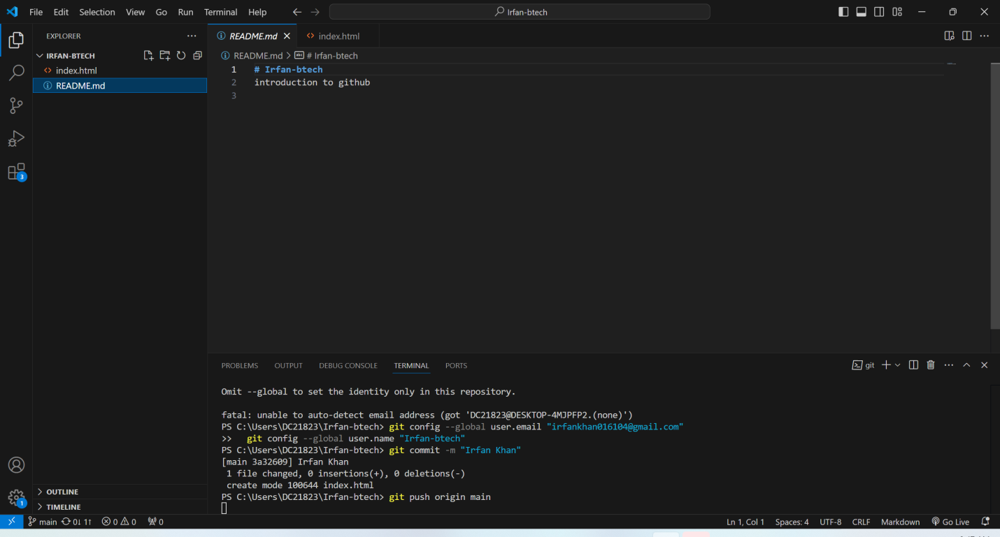 File Edit Selection View Go Run Terminal Help
Irfan-btech
EXPLORER
IRFAN-BTECH
index.html
README.md
README.md
index.html
README.md > # Irfan-btech
1 # Irfan-btech
2 introduction to github
3
3
PROBLEMS OUTPUT DEBUG CONSOLE TERMINAL PORTS
git
Omit --global to set the identity only in this repository.
fatal: unable to auto-detect email address (got 'DC21823@DESKTOP-4MJPFP2.(none)')
PS C:\Users\DC21823\Irfan-btech> git config --global user.email "irfankhan016104@gmail.com"
>> git config --global user.name "Irfan-btech"
PS C:\Users\DC21823\Irfan-btech> git commit -m "Irfan Khan"
[main 3a32609] Irfan Khan
1 file changed, 0 insertions(+), 0 deletions(-)
create mode 100644 index.html
PS C:\Users\DC21823\Irfan-btech> git push origin main
OUTLINE
TIMELINE
1
main 0↓ 1↑ 0 0 0
Ln 1, Col 1 Spaces: 4 UTF-8 CRLF Markdown Go Live